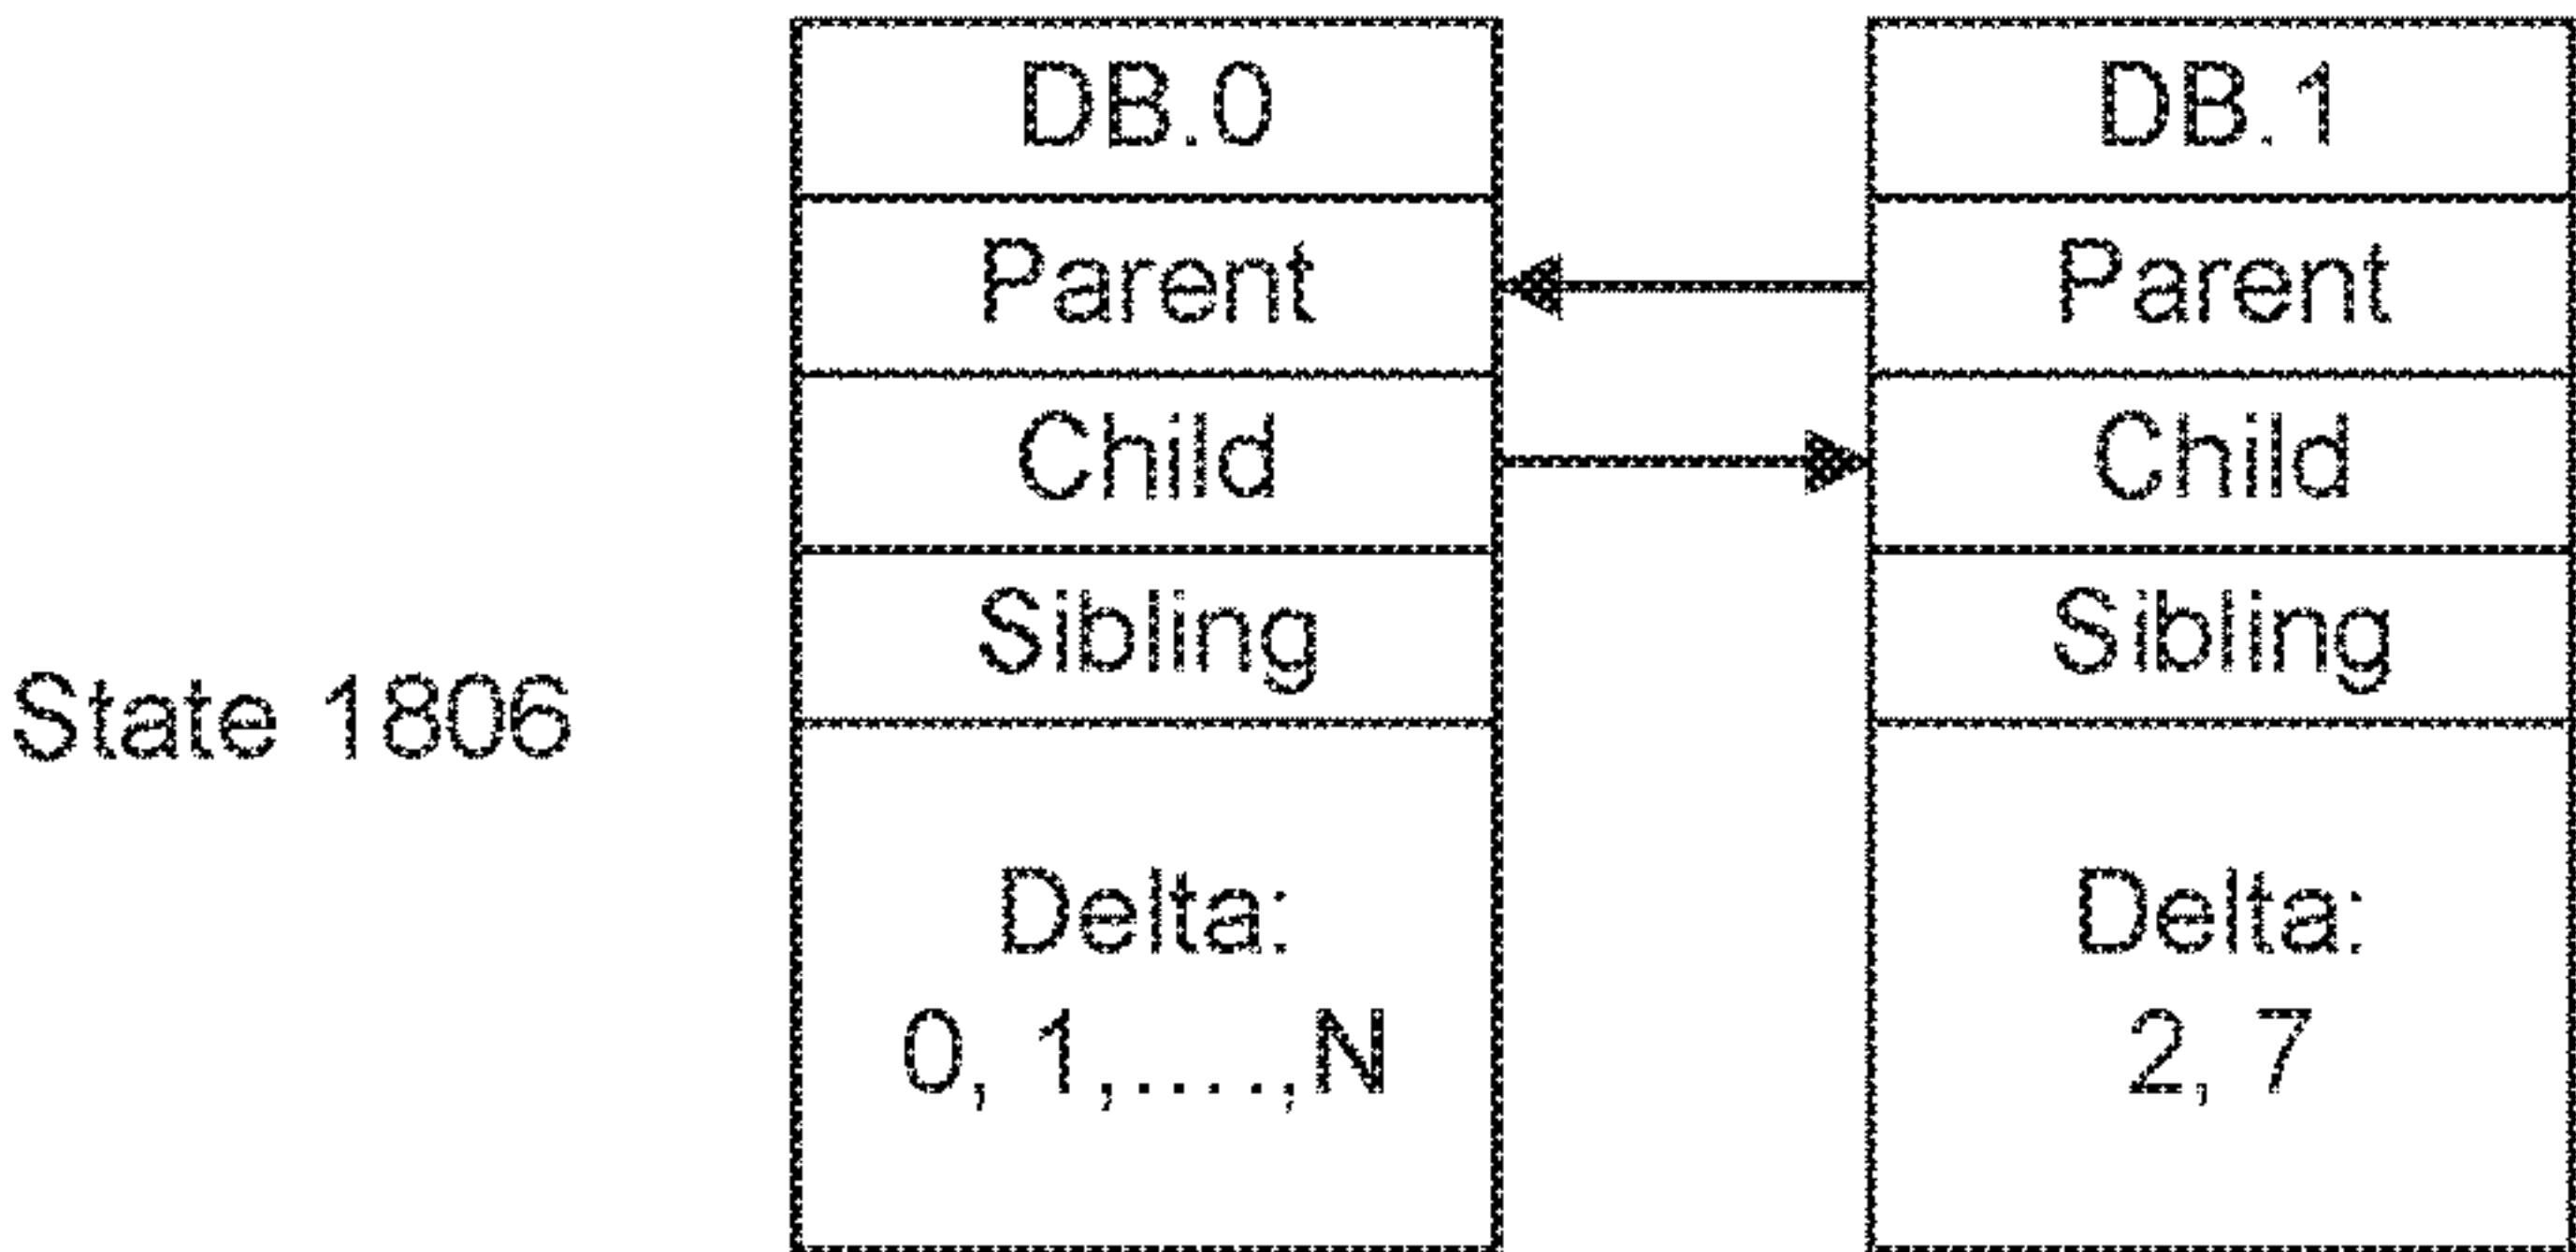 DB.0
Parent
Child
Sibling
Delta:
0, 1,....,N
DB.1
Parent
Child
Sibling
Delta:
2, 7
State 1806